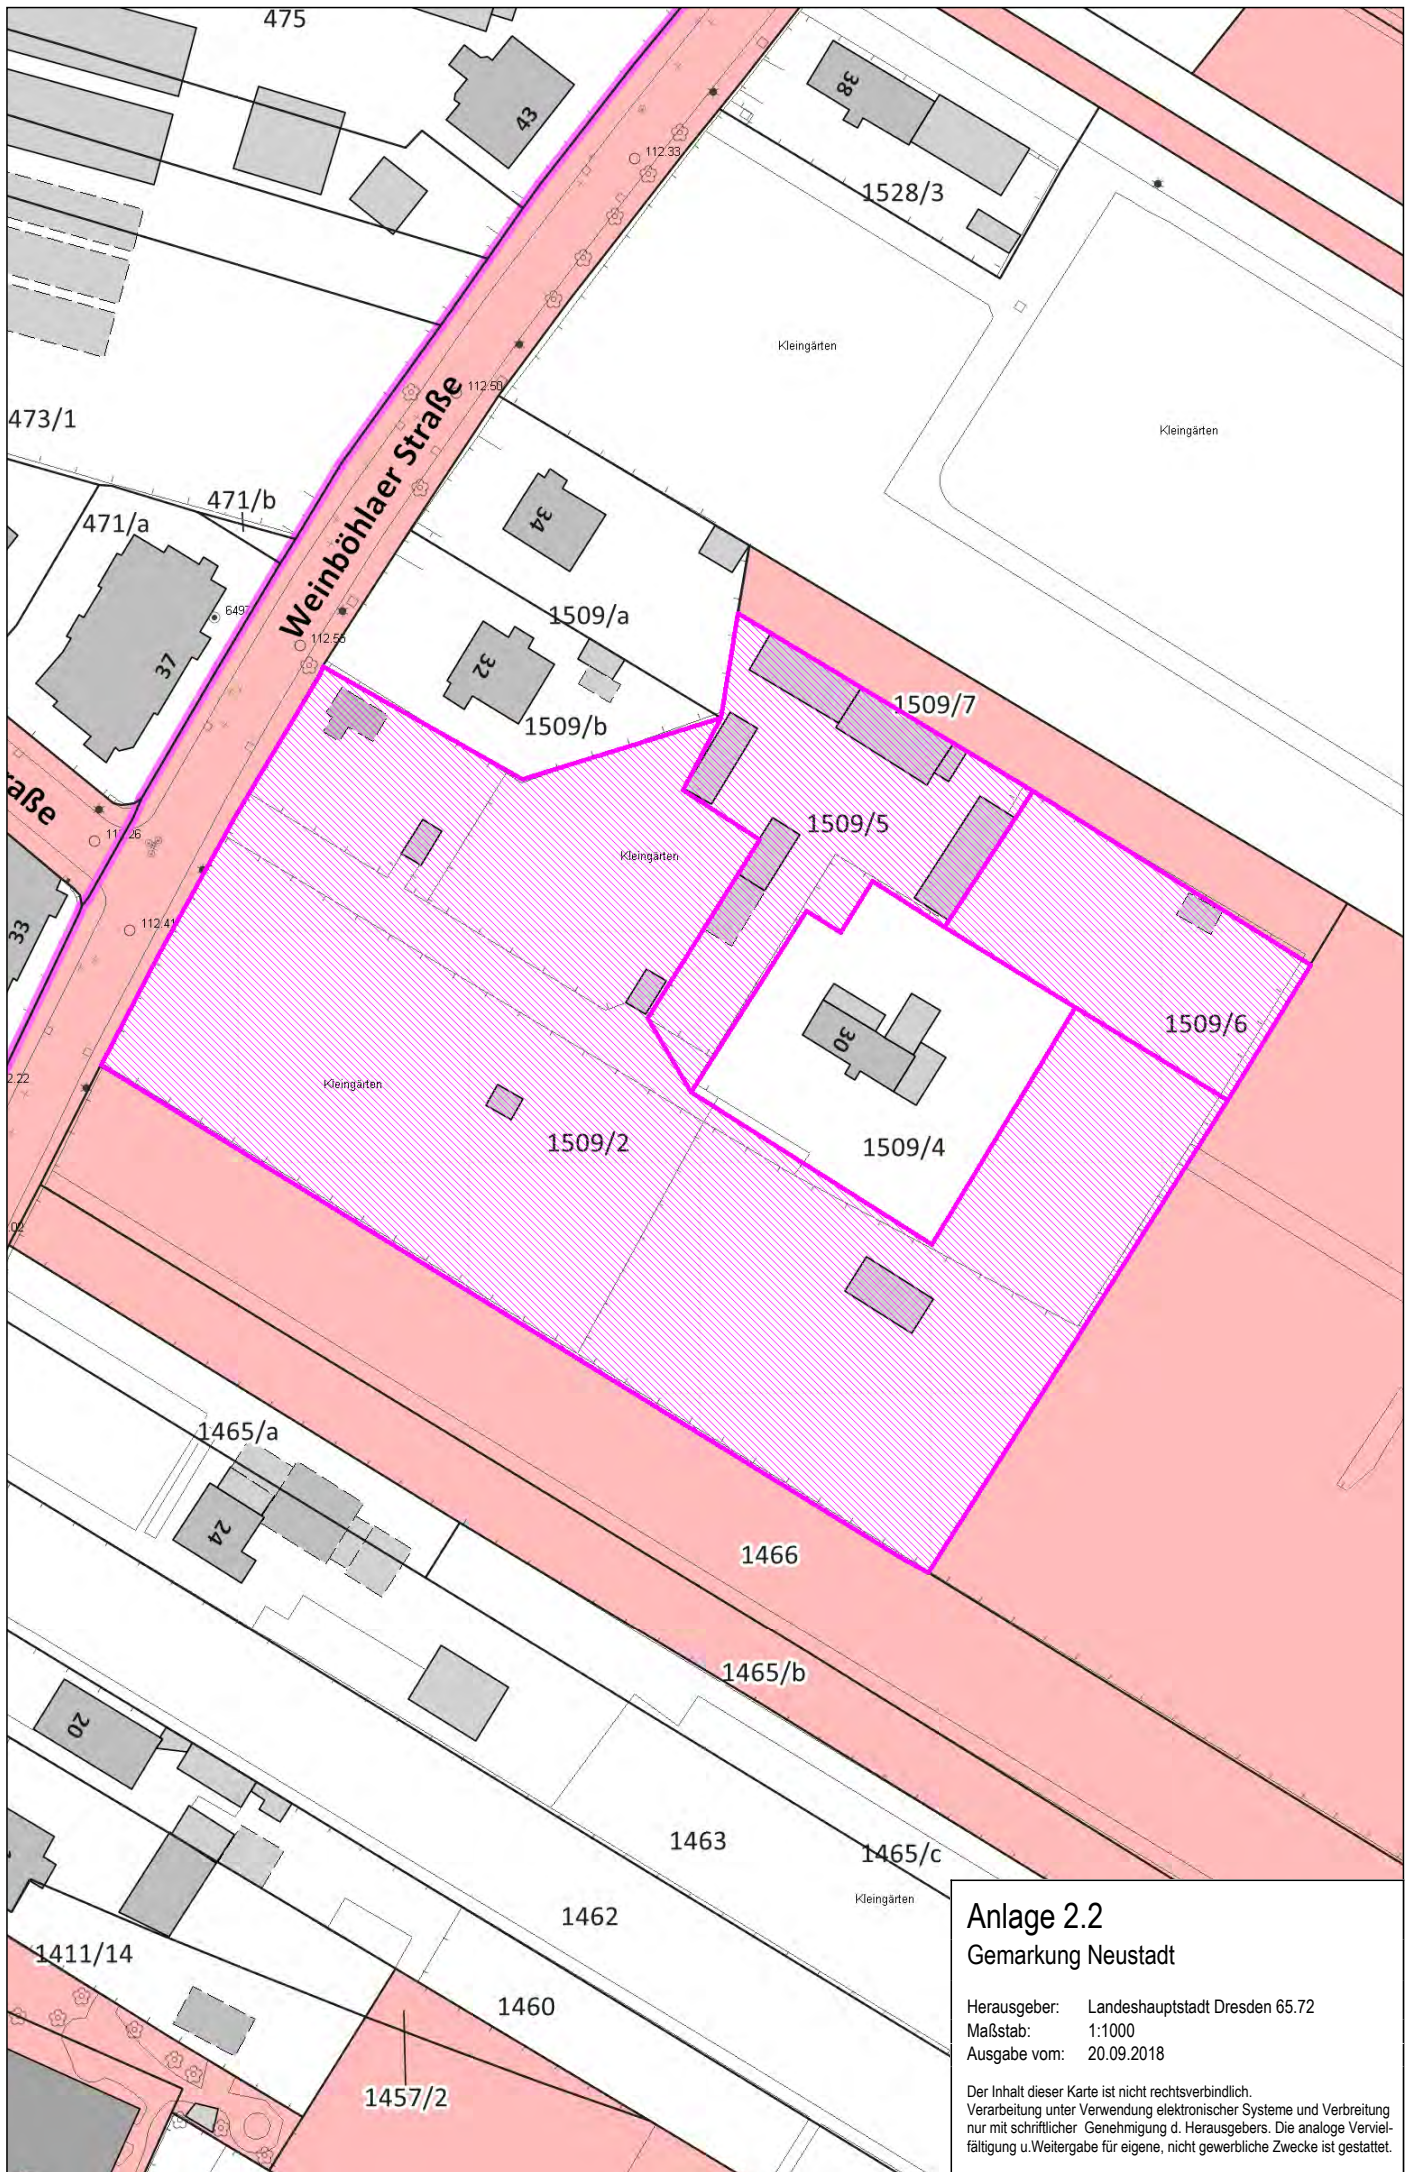 475
43
38
112.33
1528/3
Kleingärten
112.50
473/1
Kleingärten
Weinböhlaer Straße
471/b
471/a
34
1509/a
112.55
37
32
1509/7
1509/b
raße
1509/5
Kleingärten
33
112.41
1509/6
30
2.22
Kleingärten
1509/2
1509/4
1465/a
24
1466
1465/b
20
1463
1465/c
Kleingärten
1462
1411/14
1460
1457/2
Anlage 2.2
Gemarkung Neustadt
Herausgeber: Landeshauptstadt Dresden 65.72
Maßstab: 1:1000
Ausgabe vom: 20.09.2018
Der Inhalt dieser Karte ist nicht rechtsverbindlich.
Verarbeitung unter Verwendung elektronischer Systeme und Verbreitung
nur mit schriftlicher Genehmigung d. Herausgebers. Die analoge Verviel-
fältigung u.Weitergabe für eigene, nicht gewerbliche Zwecke ist gestattet.